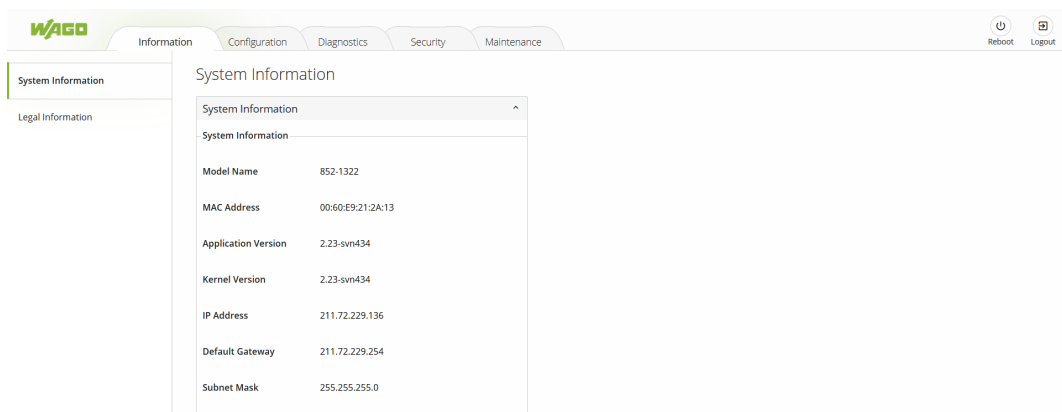 WAGO
Information Configuration Diagnostics Security Maintenance
Reboot Logout
System Information
Legal Information
System Information
System Information
System Information
Model Name 852-1322
MAC Address 00:60:E9:21:2A:13
Application Version 2.23-svn434
Kernel Version 2.23-svn434
IP Address 211.72.229.136
Default Gateway 211.72.229.254
Subnet Mask 255.255.255.0